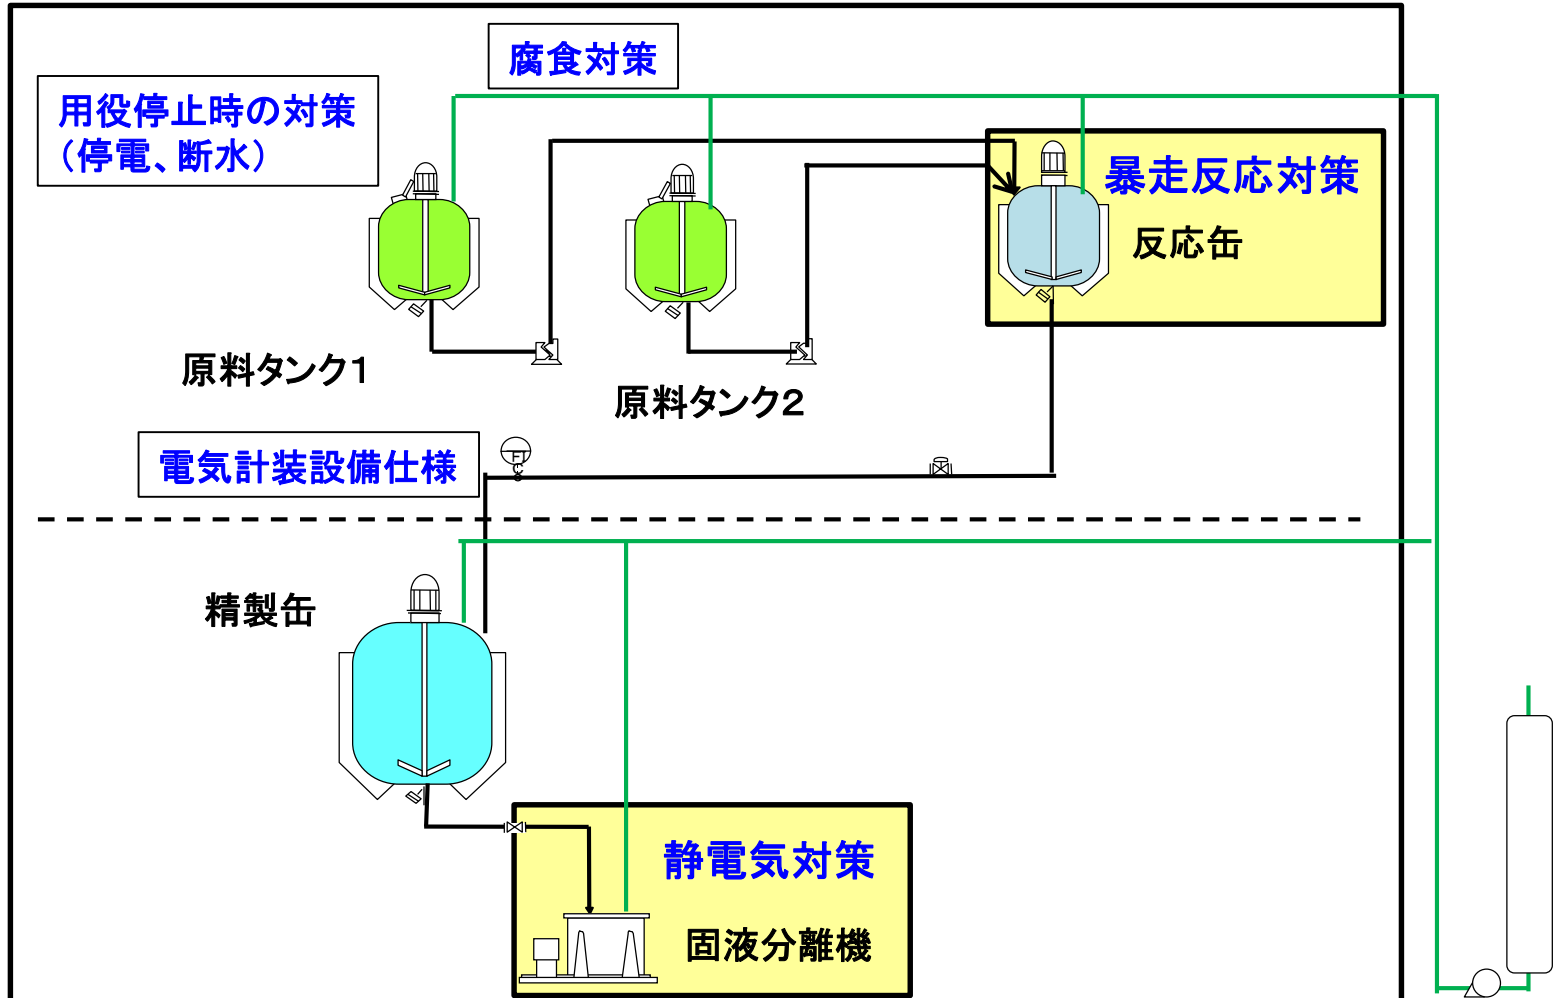 腐食対策
用役停止時の対策
（停電、断水）
暴走反応対策
反応缶
原料タンク１
原料タンク２
電気計装設備仕様
FI
C
精製缶
静電気対策
固液分離機